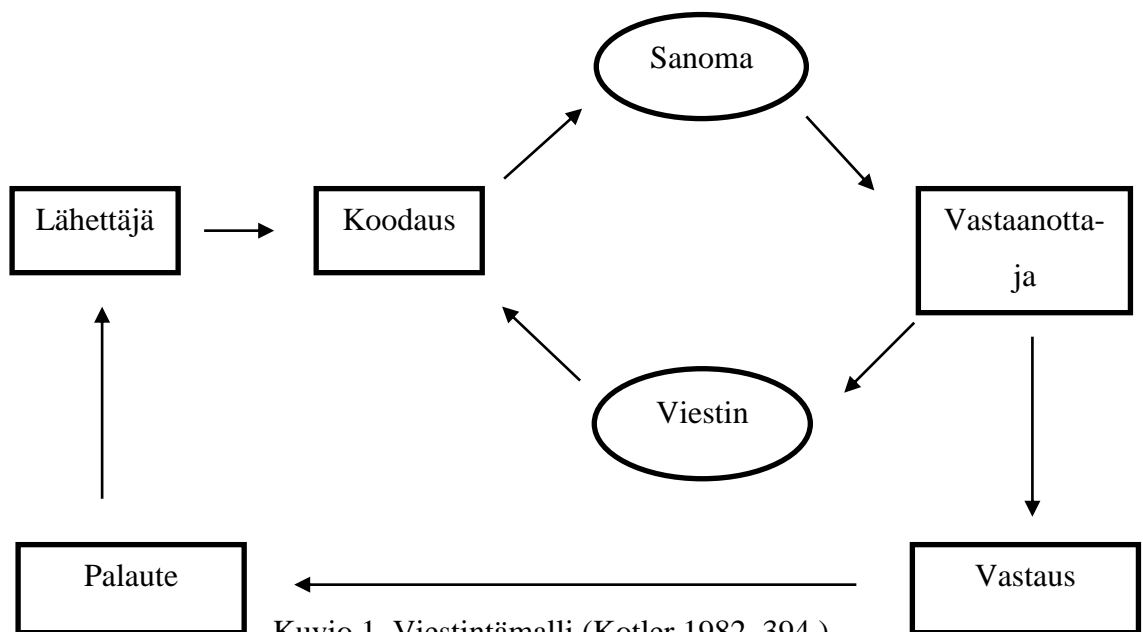 Sanoma
Lähettäjä
Koodaus
Vastaanotta-
ja
Viestin
Palaute
Vastaus
Kuvio 1. Viestintämalli (Kotler 1982, 394.)